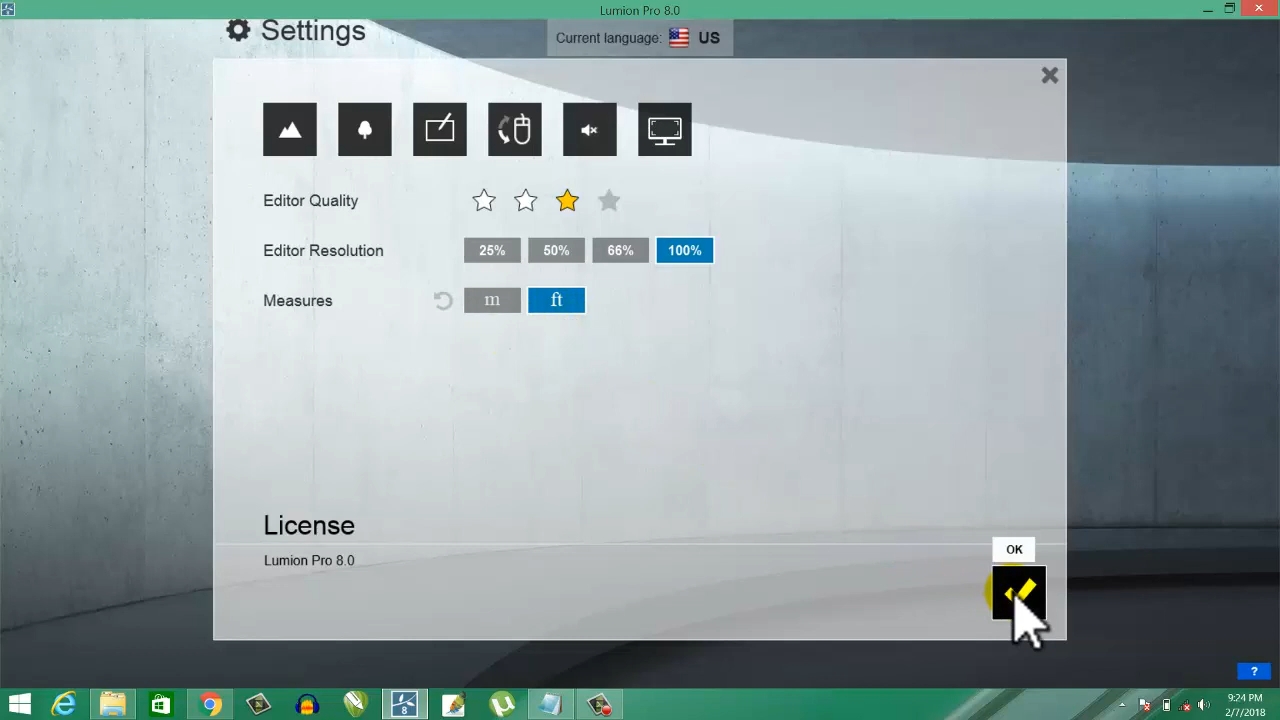 Lumion Pro 8.0
Settings
Current language: US
Editor Quality
Editor Resolution 25% 50% 66% 100%
Measures m ft
License
Lumion Pro 8.0
OK
?
8
9:24 PM
2/7/2018